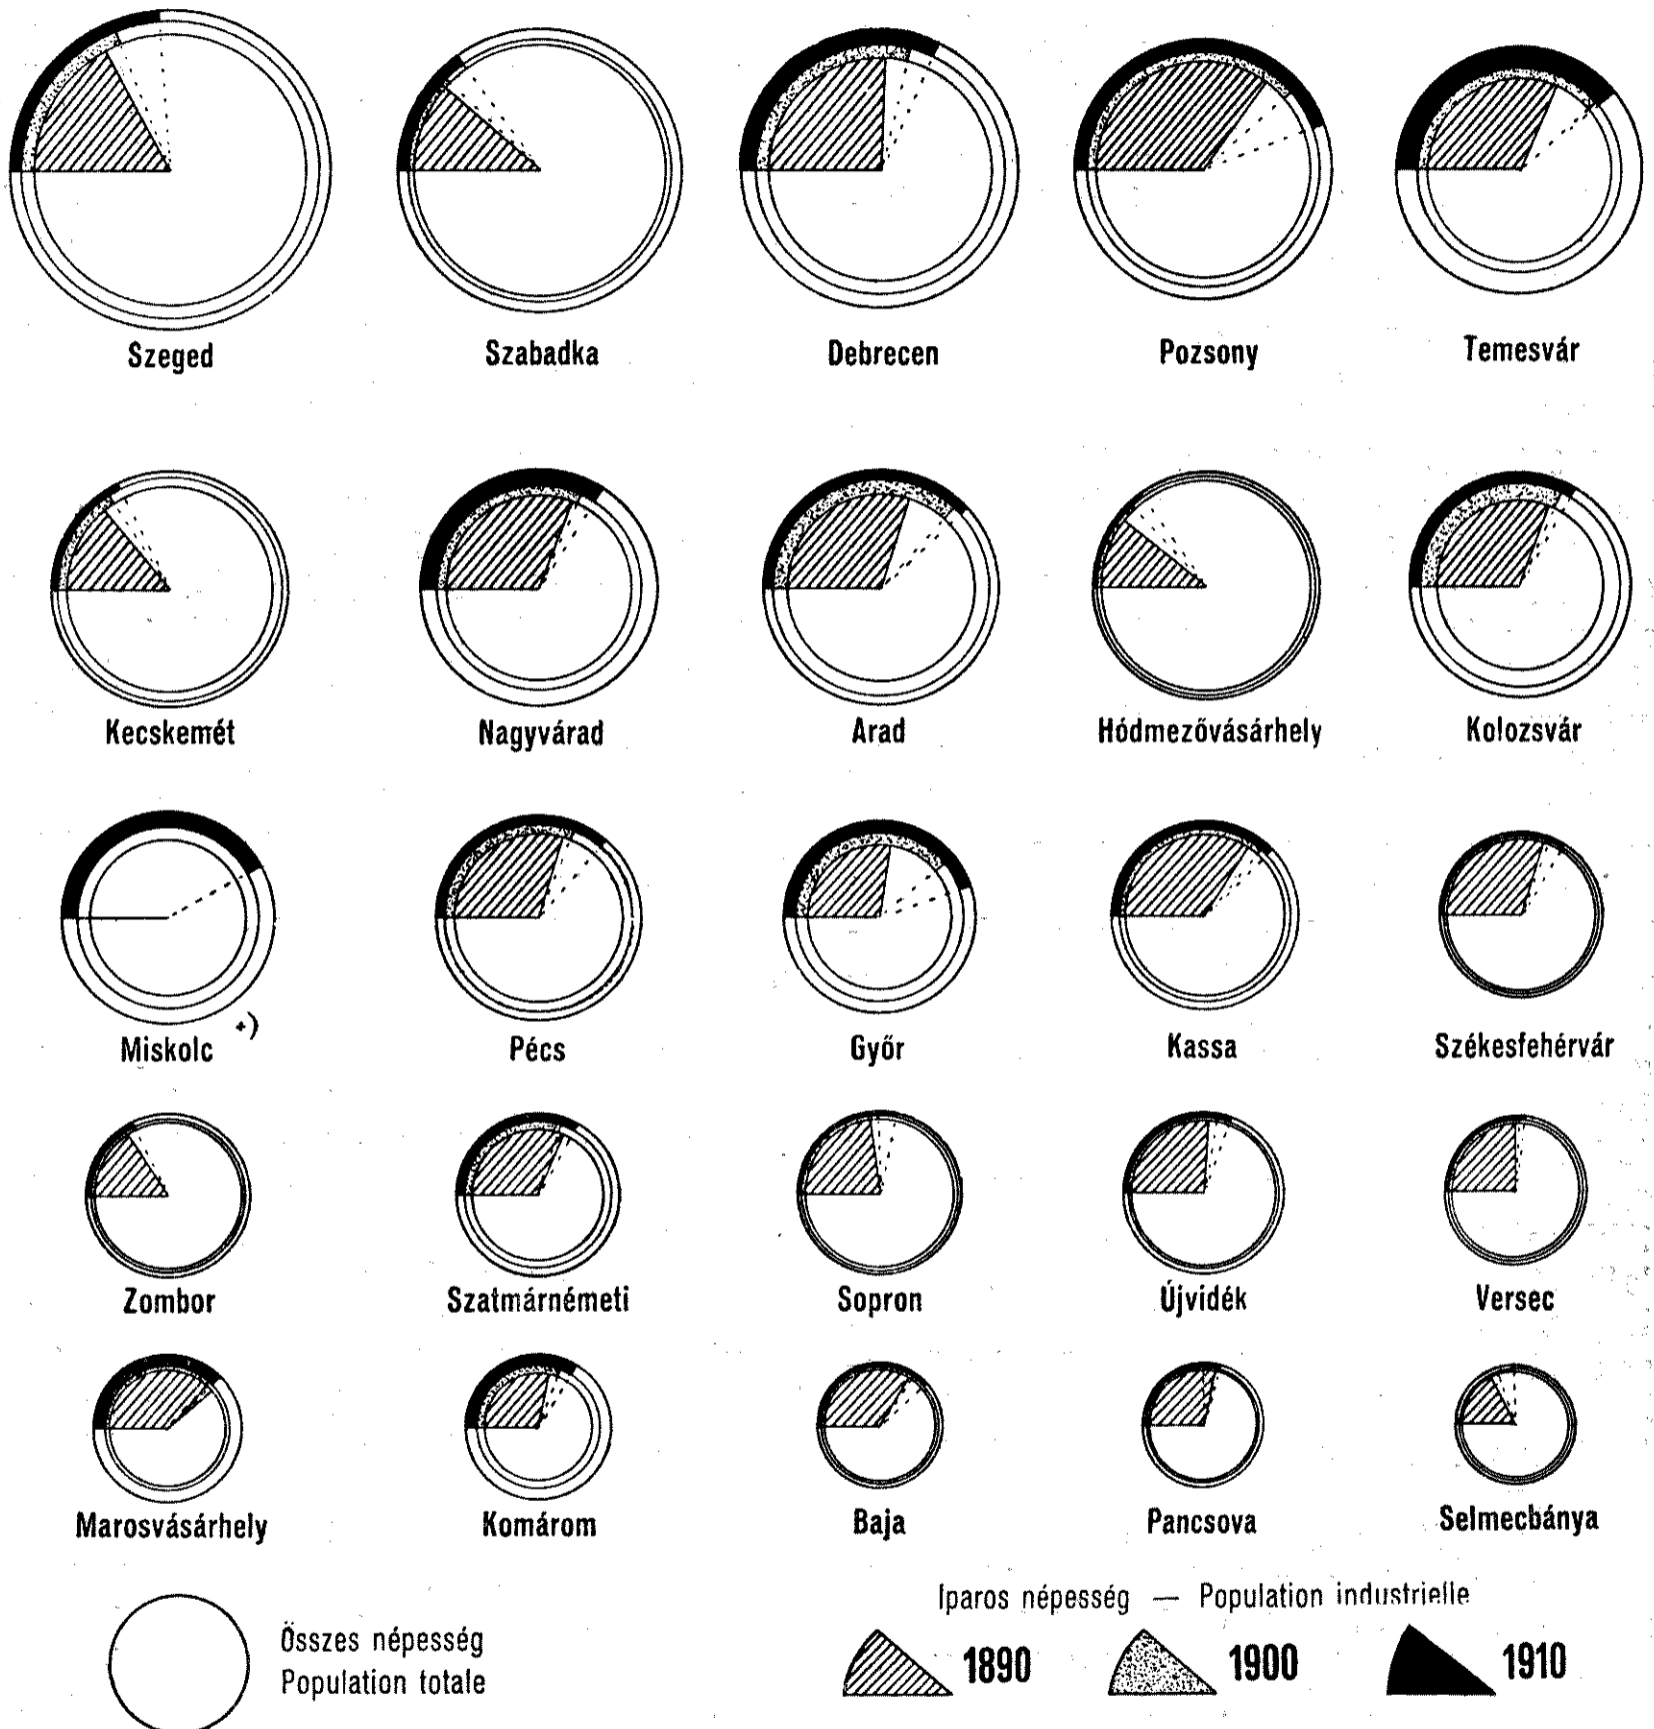 Szeged Szabadka Debrecen Pozsony Temesvár
Kecskemét Nagyvárad Arad Hódmezővásárhely Kolozsvár
Miskolc +) Pécs Győr Kassa Székesfehérvár
Zombor Szatmárnémeti Sopron Újvidék Versec
Marosvásárhely Komárom Baja Pancsova Selmecbánya
Összes népesség
Population totale
Iparos népesség — Population industrielle
1890 1900 1910